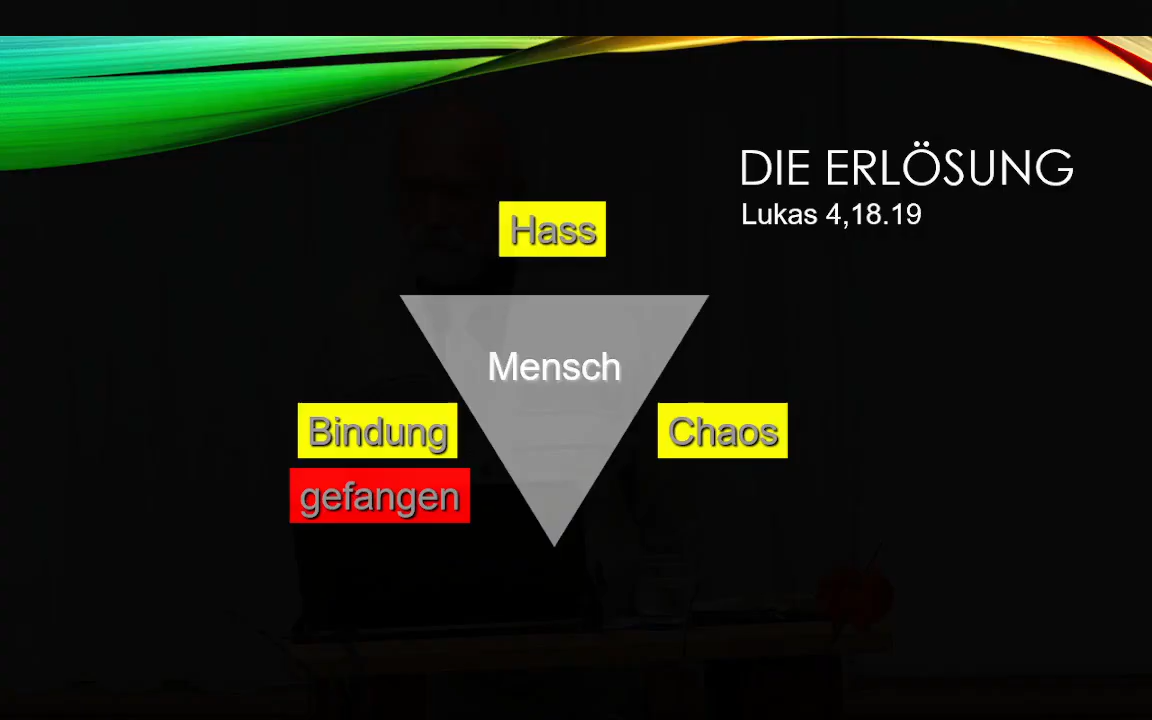 DIE ERLÖSUNG
Lukas 4,18.19
Hass
Mensch
Bindung
Chaos
gefangen